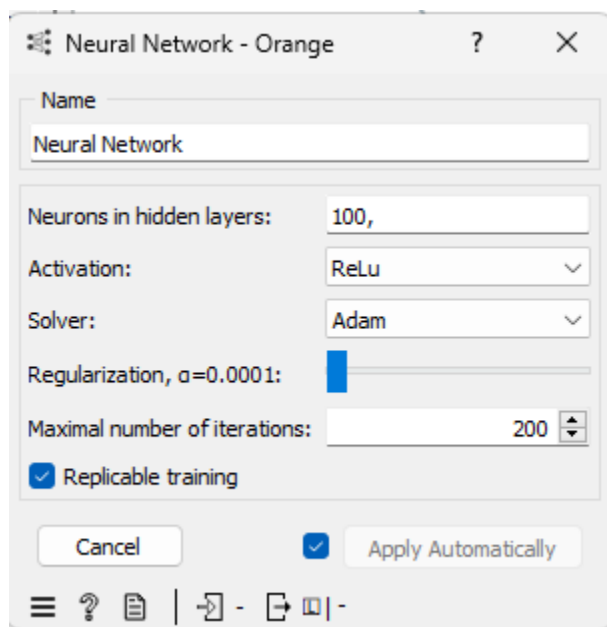 Neural Network - Orange ?
Name
Neural Network
Neurons in hidden layers: 100,
Activation: ReLu
Solver: Adam
Regularization, α=0.0001:
Maximal number of iterations: 200
Replicable training
Cancel Apply Automatically
? - | -